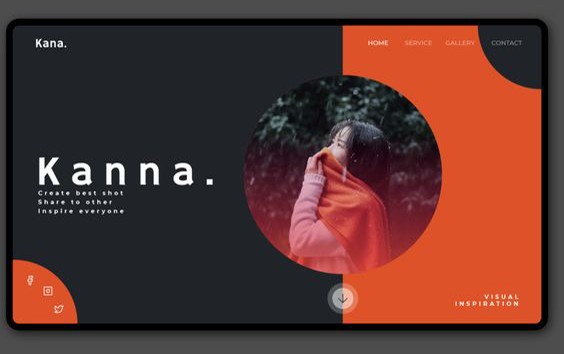 Kana.
HOME SERVICE GALLERY CONTACT
Kanna.
Create best shot
Share to other
Inspire everyone
VISUAL
INSPIRATION